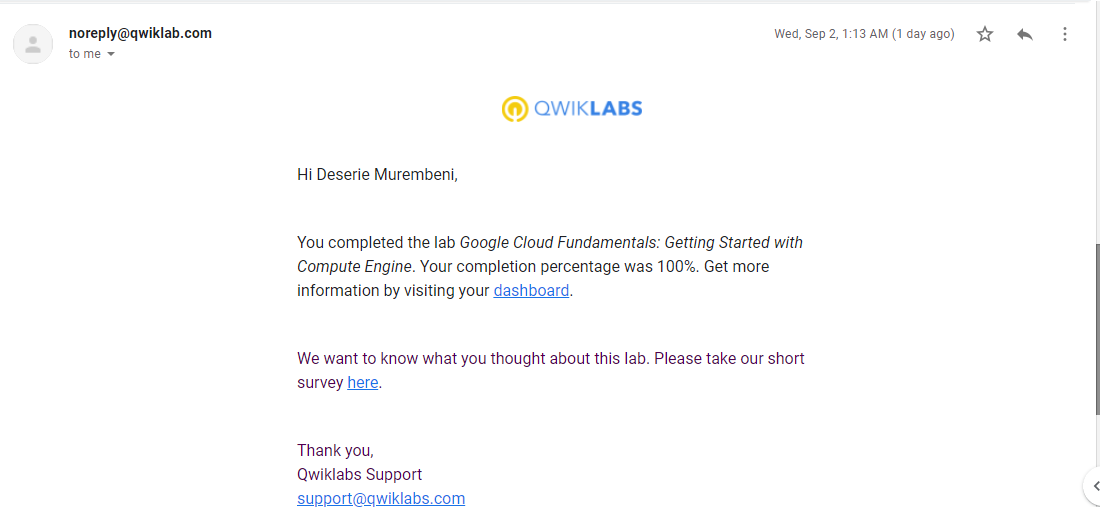 noreply@qwiklab.com
Wed, Sep 2, 1:13 AM (1 day ago)
to me
QWIKLABS
Hi Deserie Murembeni,
You completed the lab Google Cloud Fundamentals: Getting Started with
Compute Engine. Your completion percentage was 100%. Get more
information by visiting your dashboard.
We want to know what you thought about this lab. Please take our short
survey here.
Thank you,
Qwiklabs Support
support@qwiklabs.com